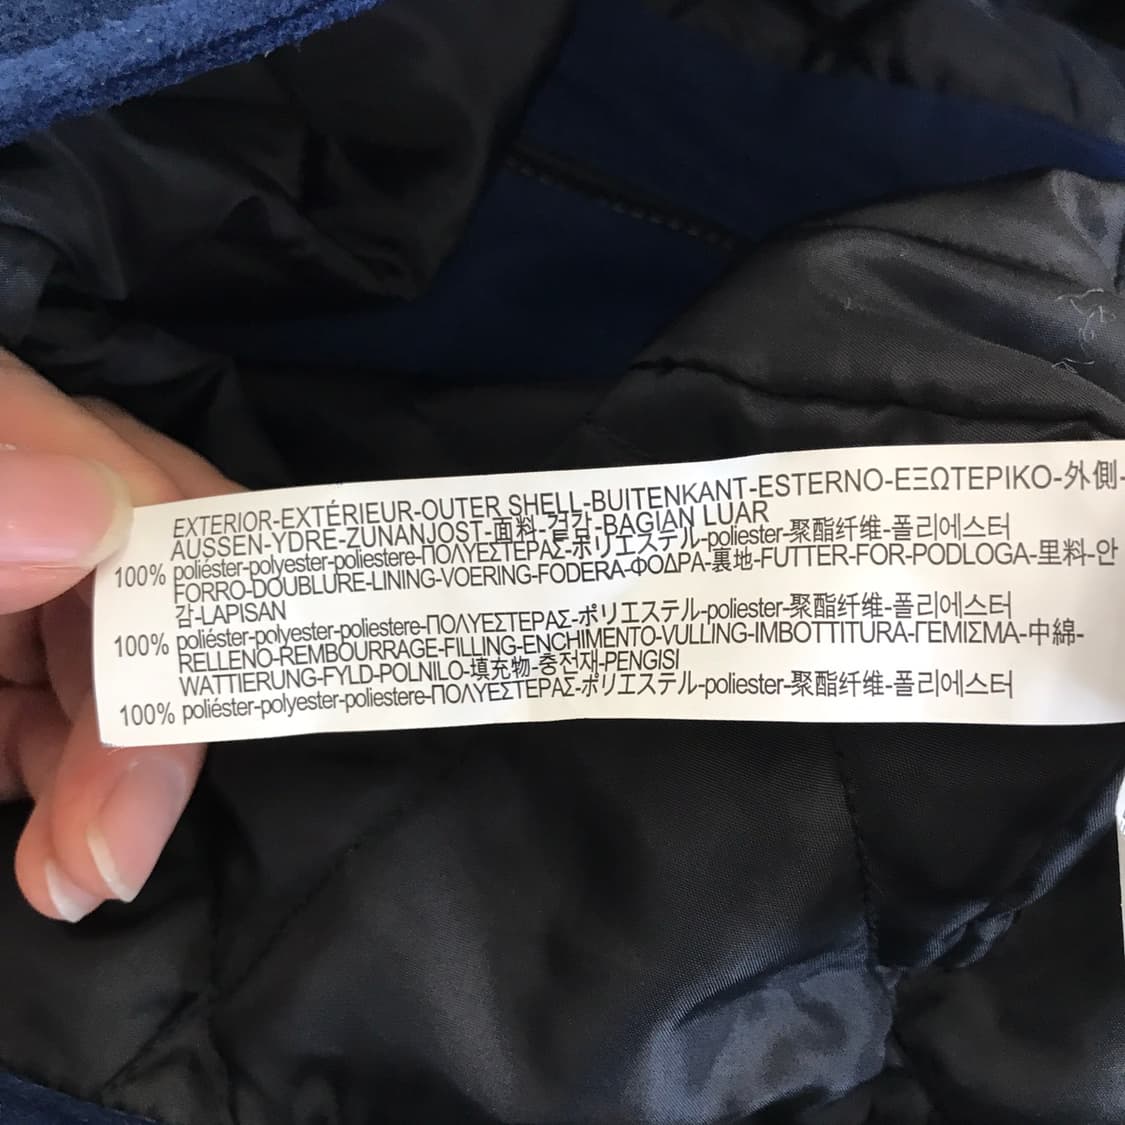 EXTERIOR-EXTÉRIEUR-OUTER SHELL-BUITENKANT-ESTERNO-ΕΞΩΤΕΡΙΚΟ-外側-
AUSSEN-YDRE-ZUNANJOST-面料-겉감-BAGIAN LUAR
100% poliéster-polyester-poliestere-ΠΟΛΥΕΣΤΕΡΑΣ-ポリエステル-poliester-聚酯纤维-폴리에스터
FORRO-DOUBLURE-LINING-VOERING-FODERA-ΦΟΔΡΑ-裏地-FUTTER-FOR-PODLOGA-里料-안
감-LAPISAN
100% poliéster-polyester-poliestere-ΠΟΛΥΕΣΤΕΡΑΣ-ポリエステル-poliester-聚酯纤维-폴리에스터
RELLENO-REMBOURRAGE-FILLING-ENCHIMENTO-VULLING-IMBOTTITURA-ΓΕΜΙΣΜΑ-中綿-
WATTIERUNG-FYLD-POLNILO-填充物-충전재-PENGISI
100% poliéster-polyester-poliestere-ΠΟΛΥΕΣΤΕΡΑΣ-ポリエステル-poliester-聚酯纤维-폴리에스터